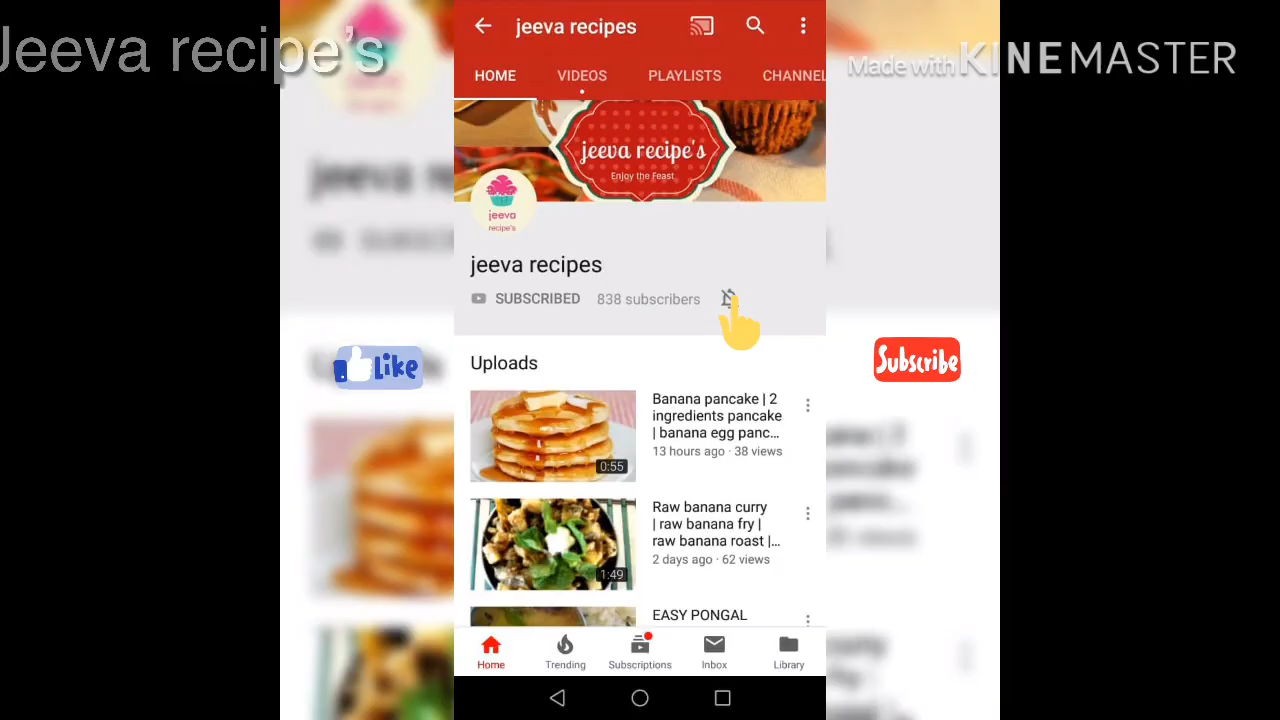 Jeeva recipe's
Made with KINEMASTER
jeeva recipes
HOME VIDEOS PLAYLISTS CHANNEL
jeeva recipe's
Enjoy the Feast
jeeva
recipe's
jeeva recipes
SUBSCRIBED 838 subscribers
Like
Subscribe
Uploads
Banana pancake | 2
ingredients pancake
| banana egg panc...
13 hours ago · 38 views
0:55
Raw banana curry
| raw banana fry |
raw banana roast |...
2 days ago · 62 views
1:49
EASY PONGAL
Home Trending Subscriptions Inbox Library